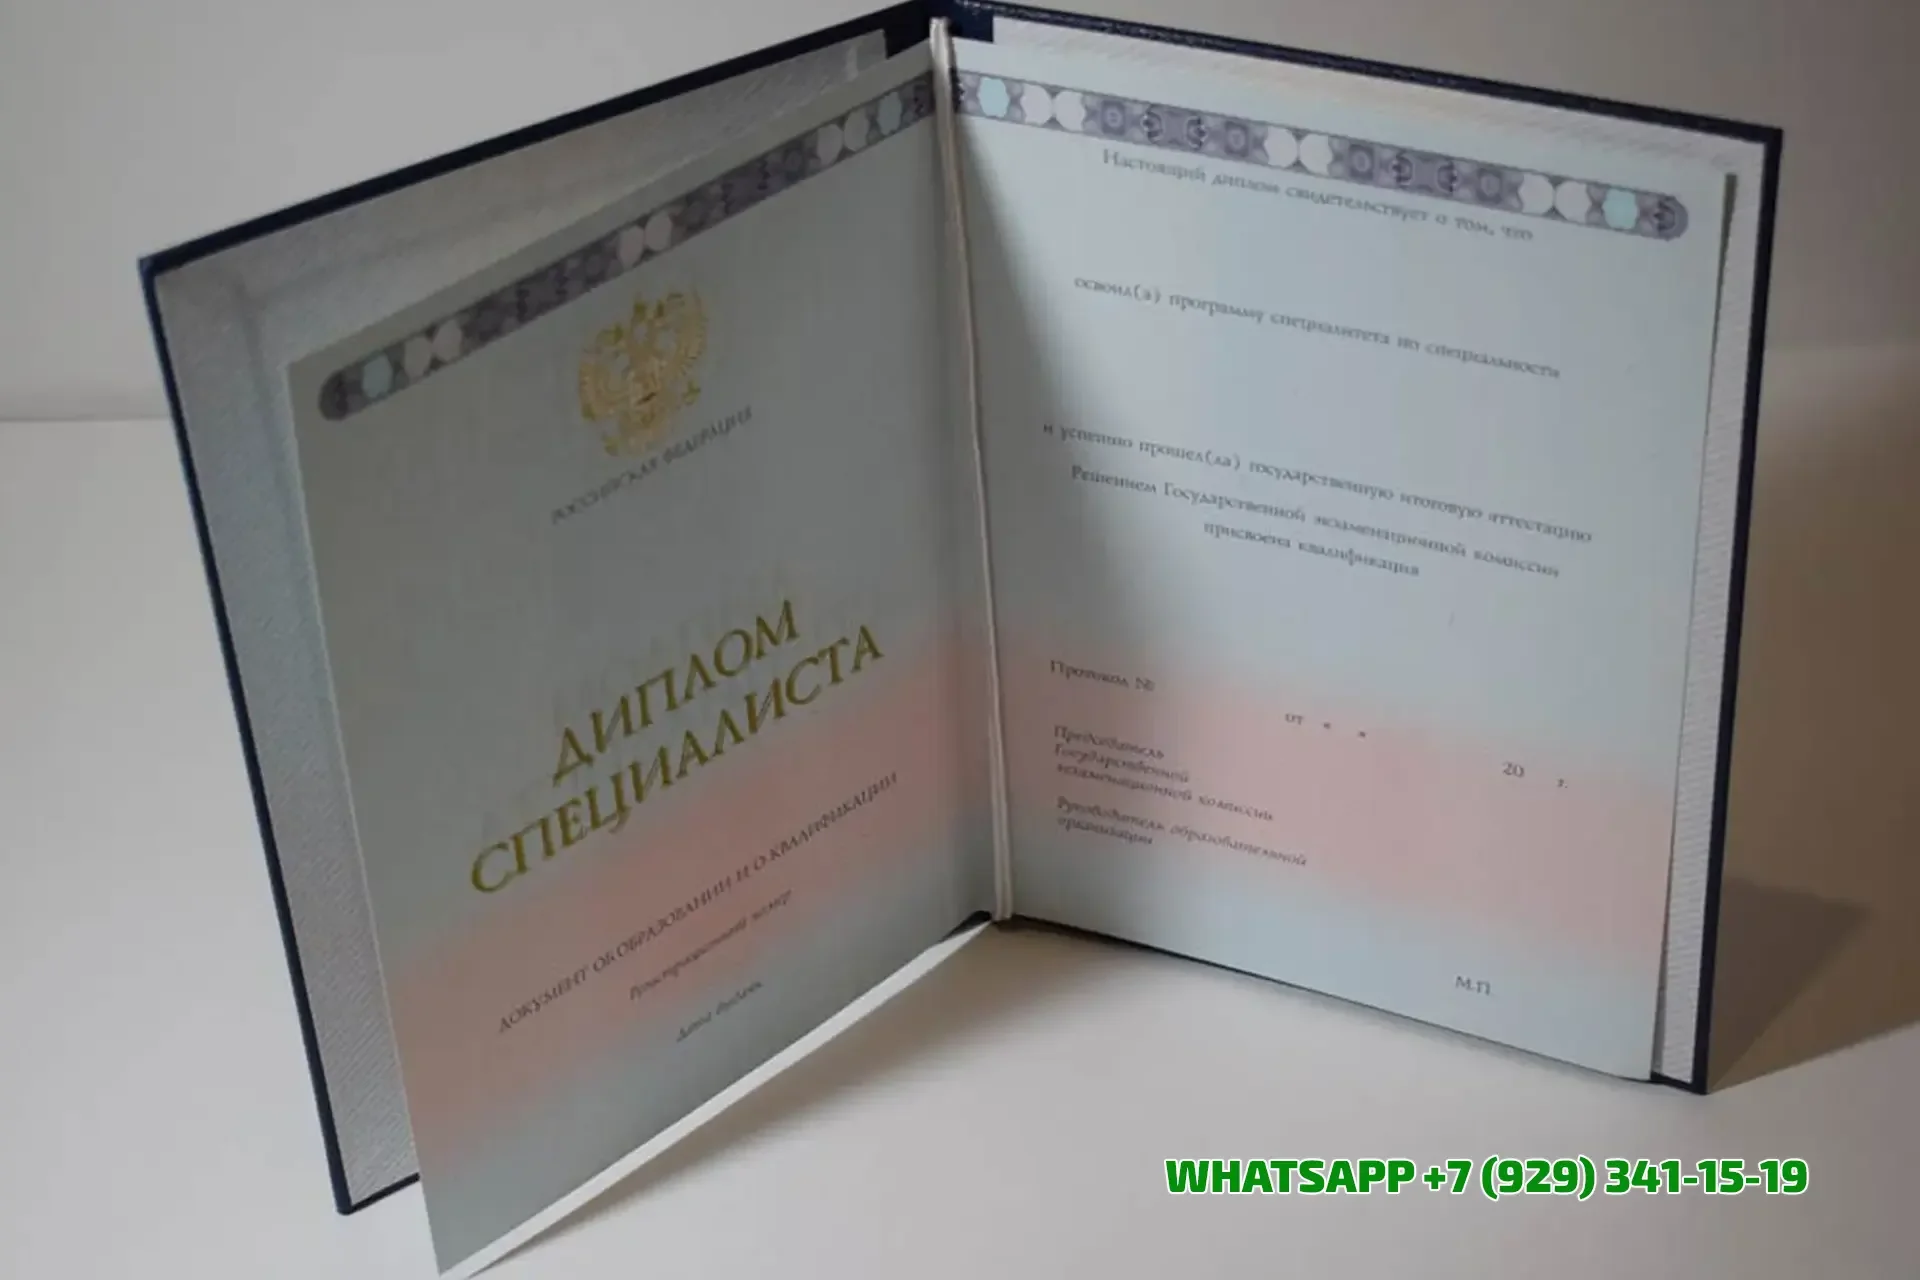 РОССИЙСКАЯ ФЕДЕРАЦИЯ
ДИПЛОМ
СПЕЦИАЛИСТА
ДОКУМЕНТ ОБ ОБРАЗОВАНИИ И О КВАЛИФИКАЦИИ
Регистрационный номер
Дата выдачи
Настоящий диплом свидетельствует о том, что
освоил(а) программу специалитета по специальности
и успешно прошел(ла) государственную итоговую аттестацию
Решением Государственной экзаменационной комиссии
присвоена квалификация
Протокол №
от « »
20 г.
Председатель
Государственной
экзаменационной комиссии
Руководитель образовательной
организации
М.П.
WHATSAPP +7 (929) 341-15-19